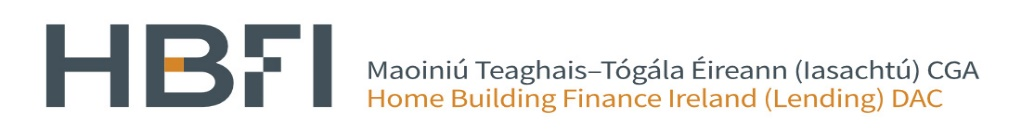 HBFI
Maoiniú Teaghais–Tógála Éireann (Iasachtú) CGA
Home Building Finance Ireland (Lending) DAC